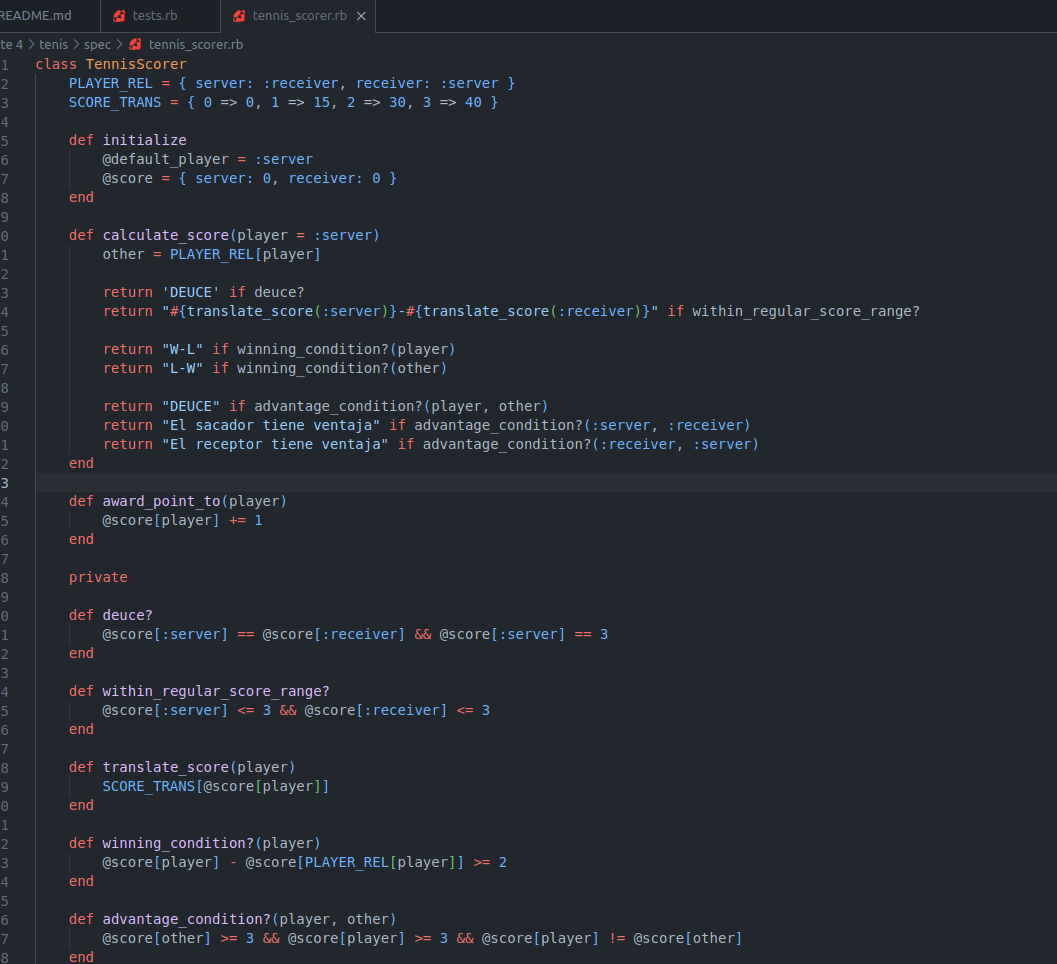 README.md tests.rb tennis_scorer.rb
te 4 > tenis > spec > tennis_scorer.rb
1 class TennisScorer
2 PLAYER_REL = { server: :receiver, receiver: :server }
3 SCORE_TRANS = { 0 => 0, 1 => 15, 2 => 30, 3 => 40 }
4
5 def initialize
6 @default_player = :server
7 @score = { server: 0, receiver: 0 }
8 end
9
0 def calculate_score(player = :server)
1 other = PLAYER_REL[player]
2
3 return 'DEUCE' if deuce?
4 return "#{translate_score(:server)}-#{translate_score(:receiver)}" if within_regular_score_range?
5
6 return "W-L" if winning_condition?(player)
7 return "L-W" if winning_condition?(other)
8
9 return "DEUCE" if advantage_condition?(player, other)
0 return "El sacador tiene ventaja" if advantage_condition?(:server, :receiver)
1 return "El receptor tiene ventaja" if advantage_condition?(:receiver, :server)
2 end
3
4 def award_point_to(player)
5 @score[player] += 1
6 end
7
8 private
9
0 def deuce?
1 @score[:server] == @score[:receiver] && @score[:server] == 3
2 end
3
4 def within_regular_score_range?
5 @score[:server] <= 3 && @score[:receiver] <= 3
6 end
7
8 def translate_score(player)
9 SCORE_TRANS[@score[player]]
0 end
1
2 def winning_condition?(player)
3 @score[player] - @score[PLAYER_REL[player]] >= 2
4 end
5
6 def advantage_condition?(player, other)
7 @score[other] >= 3 && @score[player] >= 3 && @score[player] != @score[other]
8 end